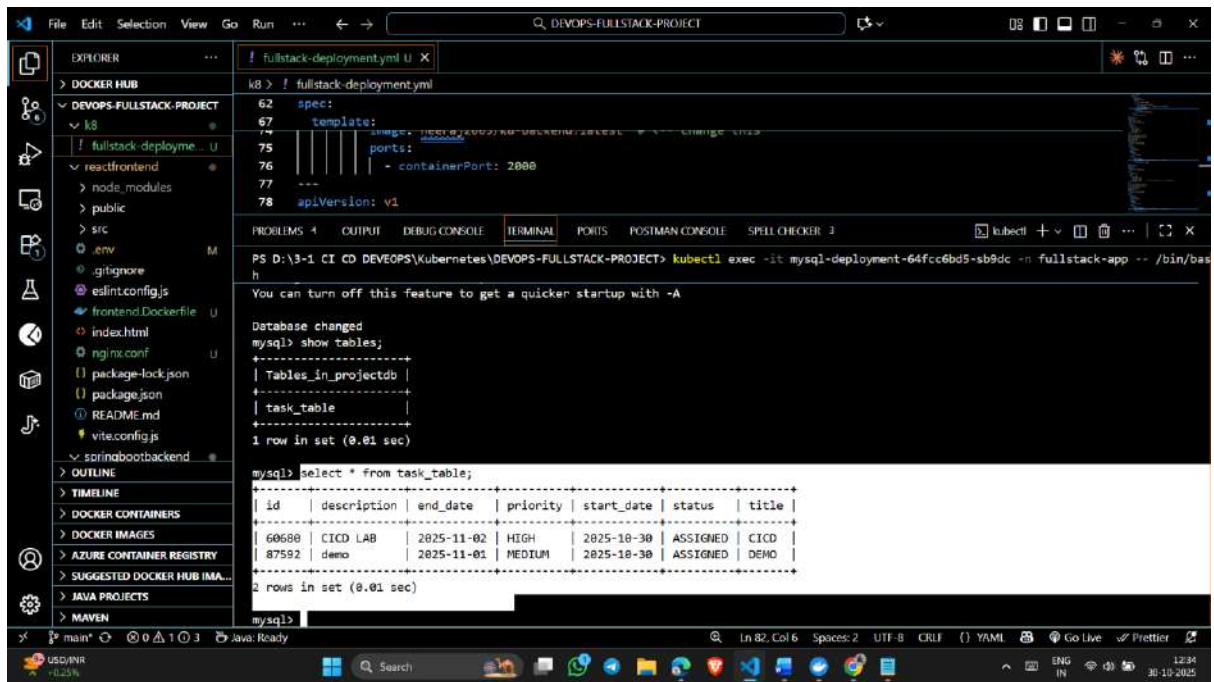 File Edit Selection View Go Run ··· DEVOPS-FULLSTACK-PROJECT
EXPLORER ···
DOCKER HUB
DEVOPS-FULLSTACK-PROJECT
k8
fullstack-deployme... U
reactfrontend
node_modules
public
src
.env M
.gitignore
eslint.config.js
frontend.Dockerfile U
index.html
nginx.conf U
package-lock.json
package.json
README.md
vite.config.js
springbootbackend
OUTLINE
TIMELINE
DOCKER CONTAINERS
DOCKER IMAGES
AZURE CONTAINER REGISTRY
SUGGESTED DOCKER HUB IMA...
JAVA PROJECTS
MAVEN
! fullstack-deployment.yml U X
k8 > ! fullstack-deployment.yml
62 spec:
67 template:
75 ports:
76 - containerPort: 2000
77 ---
78 apiVersion: v1
PROBLEMS 4 OUTPUT DEBUG CONSOLE TERMINAL PORTS POSTMAN CONSOLE SPELL CHECKER 3 kubectl
PS D:\3-1 CI CD DEVEOPS\Kubernetes\DEVOPS-FULLSTACK-PROJECT> kubectl exec -it mysql-deployment-64fcc6bd5-sb9dc -n fullstack-app -- /bin/bas
h
You can turn off this feature to get a quicker startup with -A
Database changed
mysql> show tables;
+--------------------+
| Tables_in_projectdb |
+--------------------+
| task_table |
+--------------------+
1 row in set (0.01 sec)
mysql> select * from task_table;
| id | description | end_date | priority | start_date | status | title |
| 60680 | CICD LAB | 2025-11-02 | HIGH | 2025-10-30 | ASSIGNED | CICD |
| 87592 | demo | 2025-11-01 | MEDIUM | 2025-10-30 | ASSIGNED | DEMO |
2 rows in set (0.01 sec)
mysql>
main* 0 1 3 Java: Ready Ln 82, Col 6 Spaces: 2 UTF-8 CRLF {} YAML Go Live Prettier
USD/INR
+0.25%
Search
ENG
IN
12:34
30-10-2025